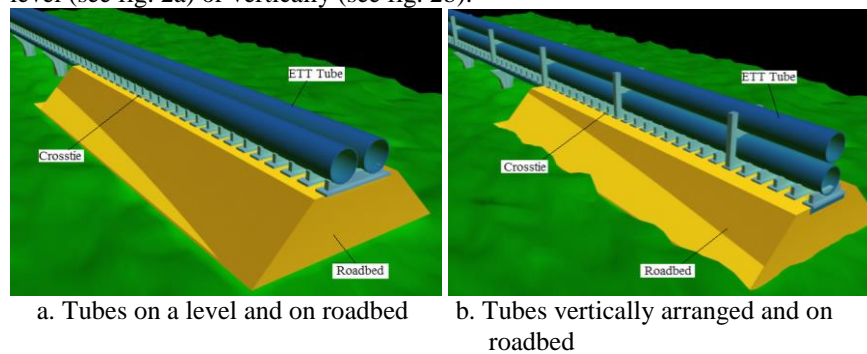 level (see fig. 2a) or vertically (see fig. 2b).
ETT Tube
Crosstie
Roadbed
ETT Tube
Crosstie
Roadbed
a. Tubes on a level and on roadbed
b. Tubes vertically arranged and on
roadbed